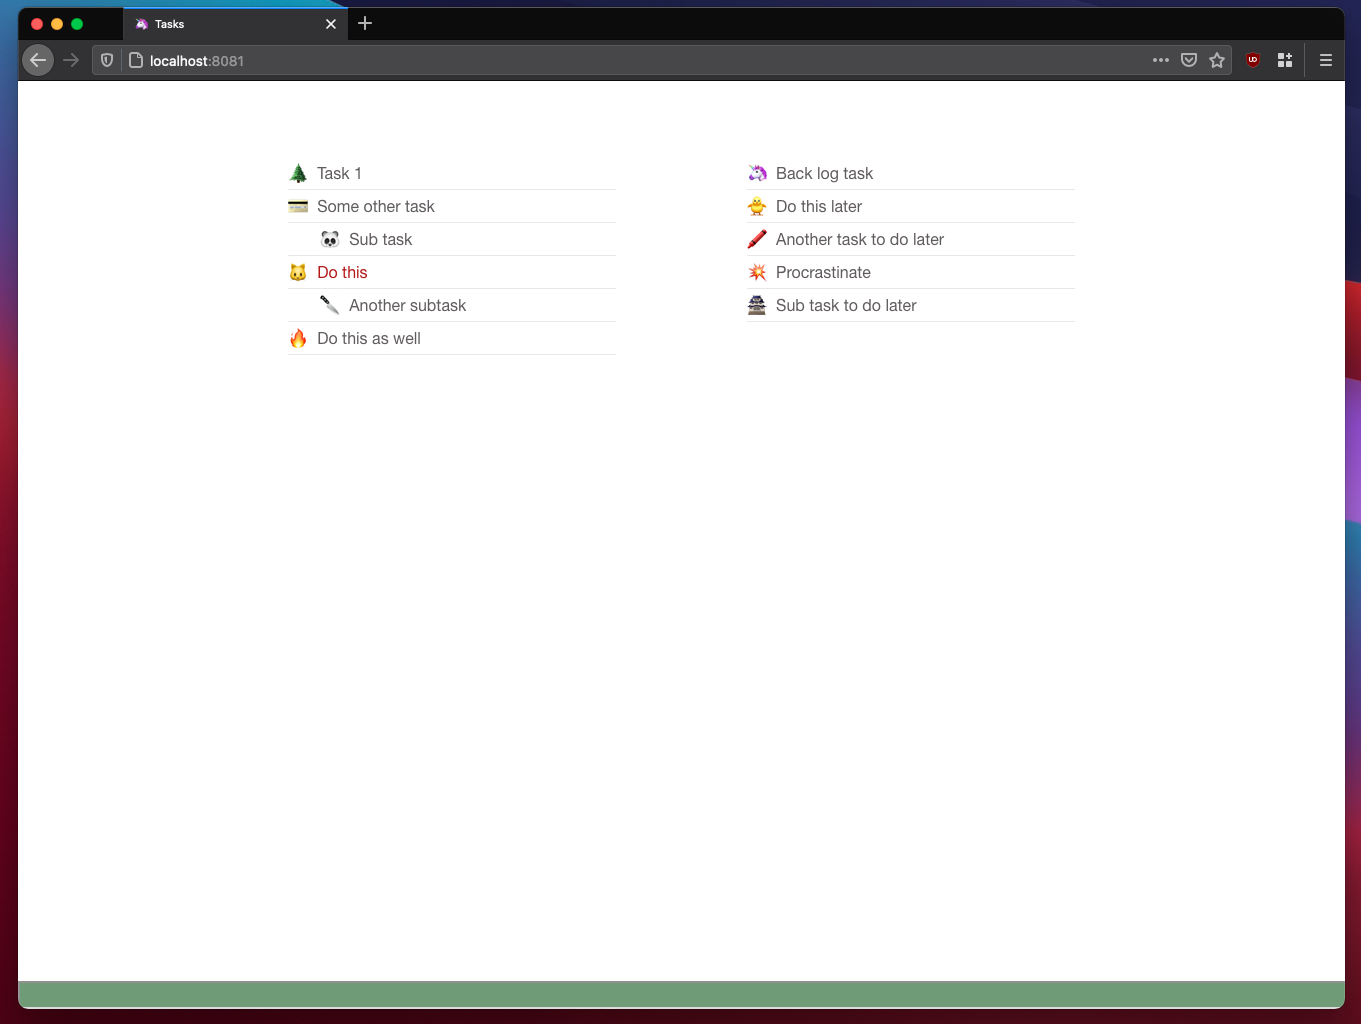 Tasks
localhost:8081
Task 1
Some other task
Sub task
Do this
Another subtask
Do this as well
Back log task
Do this later
Another task to do later
Procrastinate
Sub task to do later